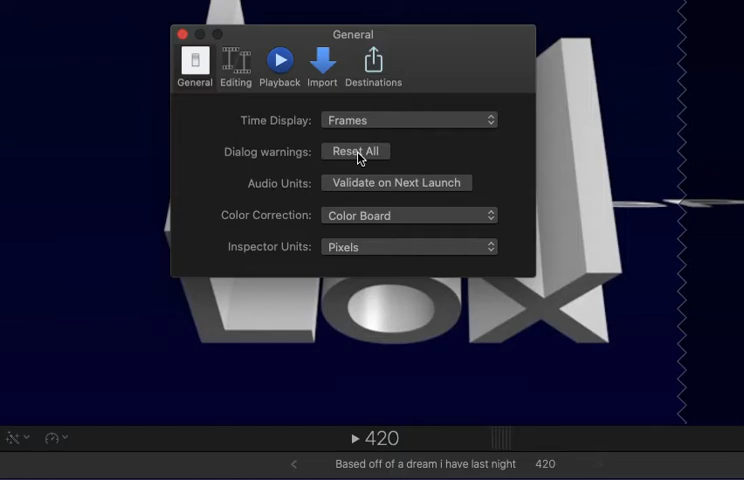 General
General
Editing
Playback
Import
Destinations
Time Display: Frames
Dialog warnings: Reset All
Audio Units: Validate on Next Launch
Color Correction: Color Board
Inspector Units: Pixels
420
Based off of a dream i have last night 420